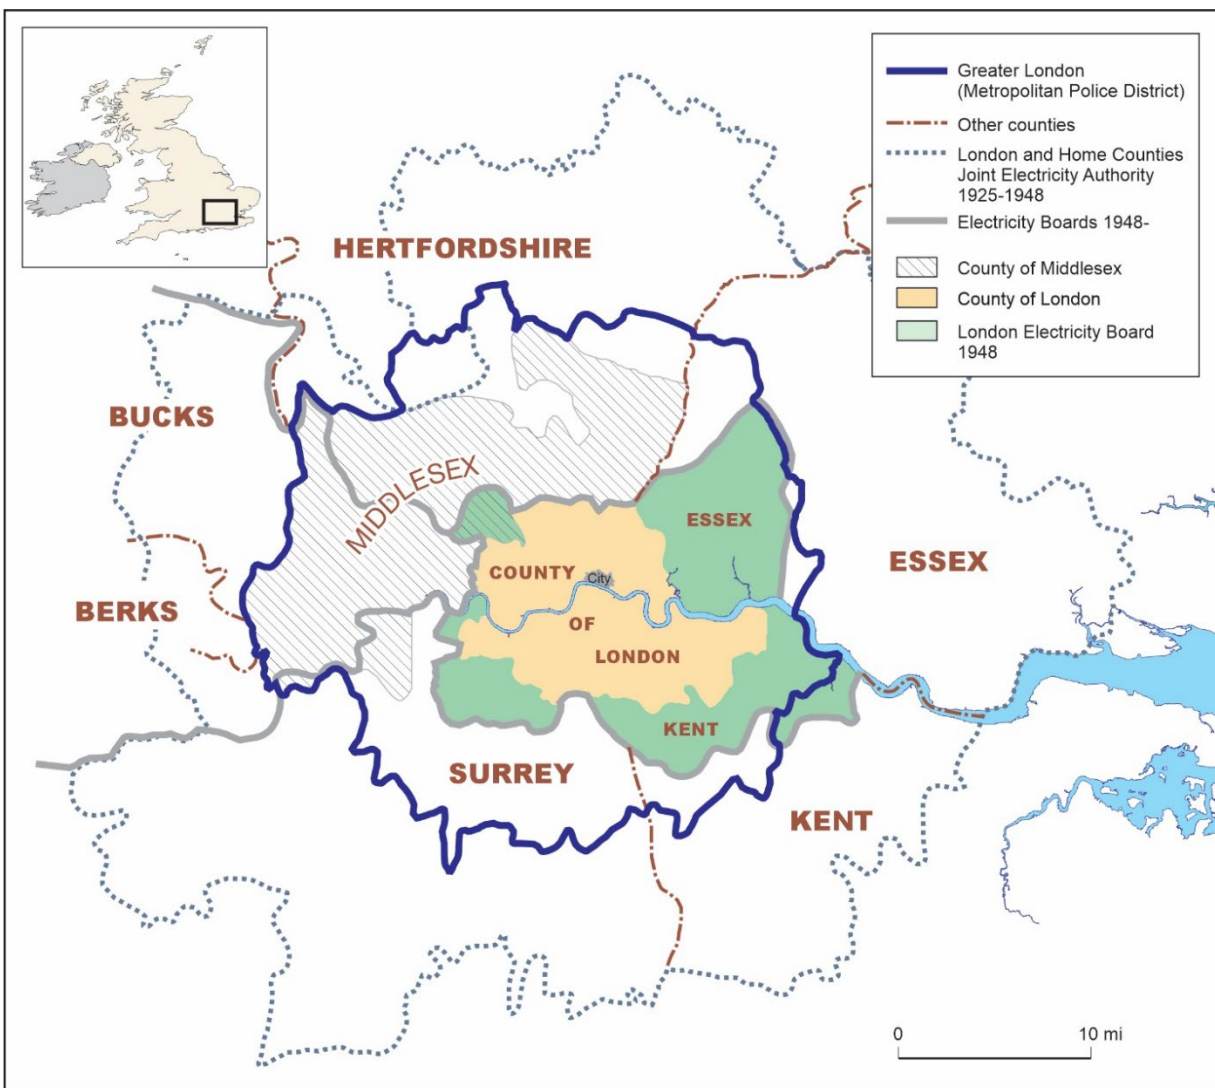 Greater London
(Metropolitan Police District)
Other counties
London and Home Counties
Joint Electricity Authority
1925-1948
Electricity Boards 1948-
County of Middlesex
County of London
London Electricity Board
1948
HERTFORDSHIRE
BUCKS
MIDDLESEX
ESSEX
ESSEX
COUNTY
City
BERKS
OF
LONDON
KENT
SURREY
KENT
0 10 mi